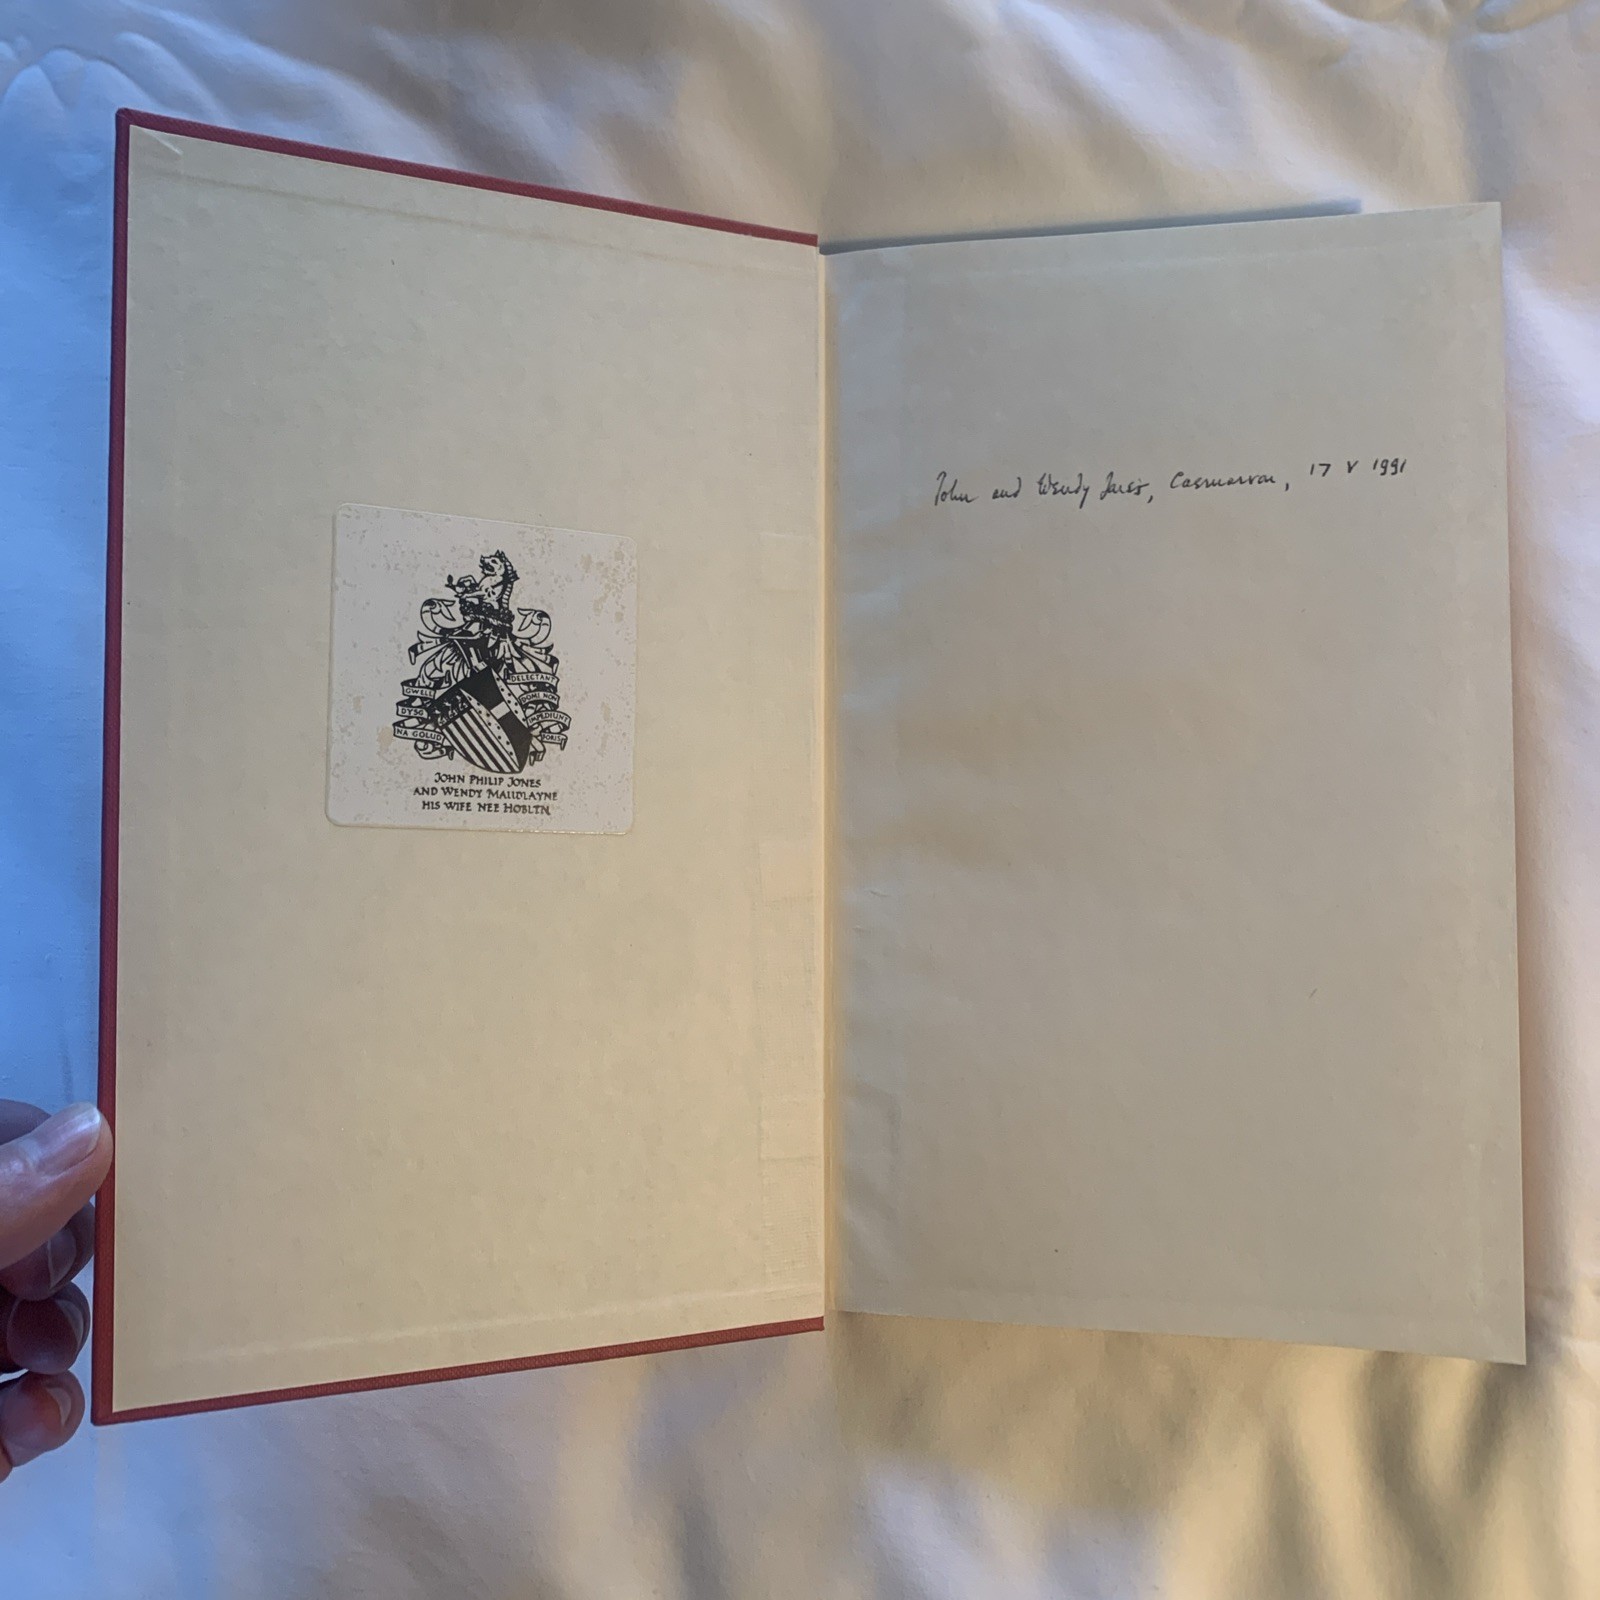 GWELL
DYSG
NA GOLUD
DELECTANT
DOMI NON
IMPEDIUNT
FORIS
JOHN PHILIP JONES
AND WENDY MAUDLAYNE
HIS WIFE NEE HOBLYN
John and Wendy Jones, Caernarvon, 17 V 1991